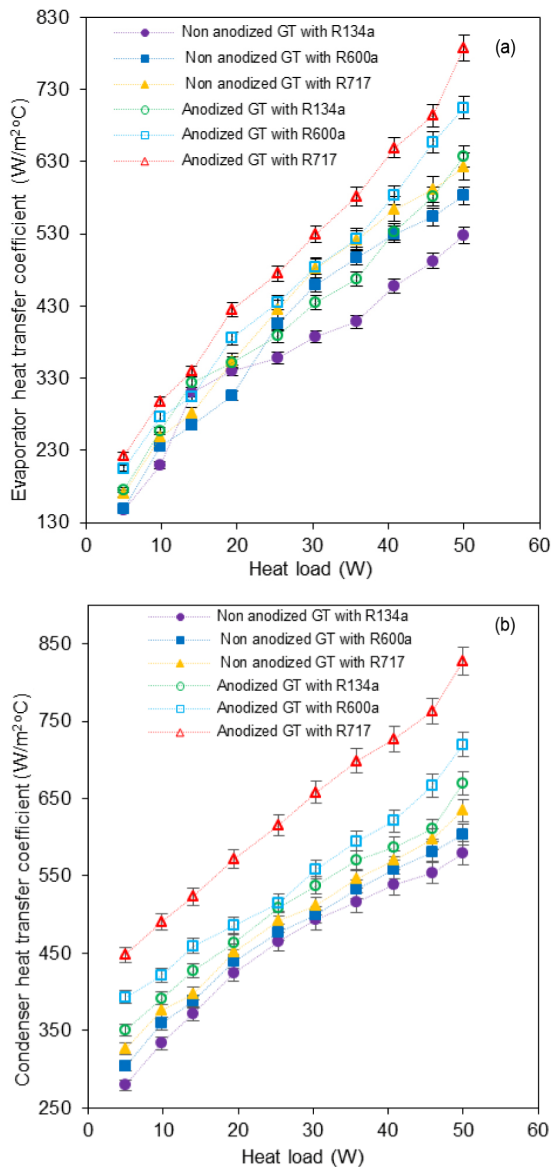 (a)
Non anodized GT with R134a
Non anodized GT with R600a
Non anodized GT with R717
Anodized GT with R134a
Anodized GT with R600a
Anodized GT with R717
Evaporator heat transfer coefficient (W/m²ºC)
830
730
630
530
430
330
230
130
0 10 20 30 40 50 60
Heat load (W)
(b)
Non anodized GT with R134a
Non anodized GT with R600a
Non anodized GT with R717
Anodized GT with R134a
Anodized GT with R600a
Anodized GT with R717
Condenser heat transfer coefficient (W/m²ºC)
850
750
650
550
450
350
250
0 10 20 30 40 50 60
Heat load (W)